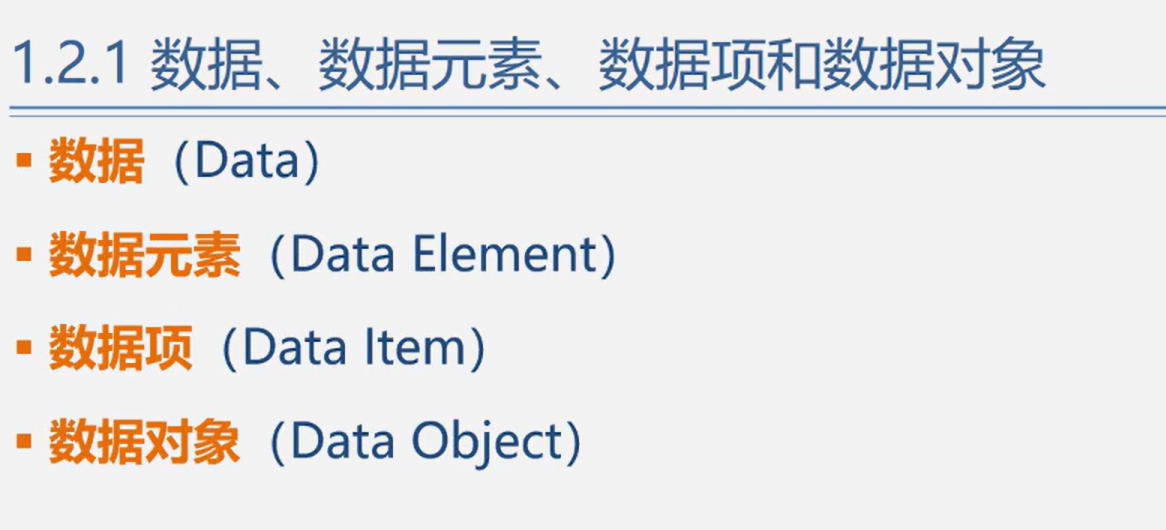 1.2.1 数据、数据元素、数据项和数据对象
▪ 数据（Data）
▪ 数据元素（Data Element）
▪ 数据项（Data Item）
▪ 数据对象（Data Object）